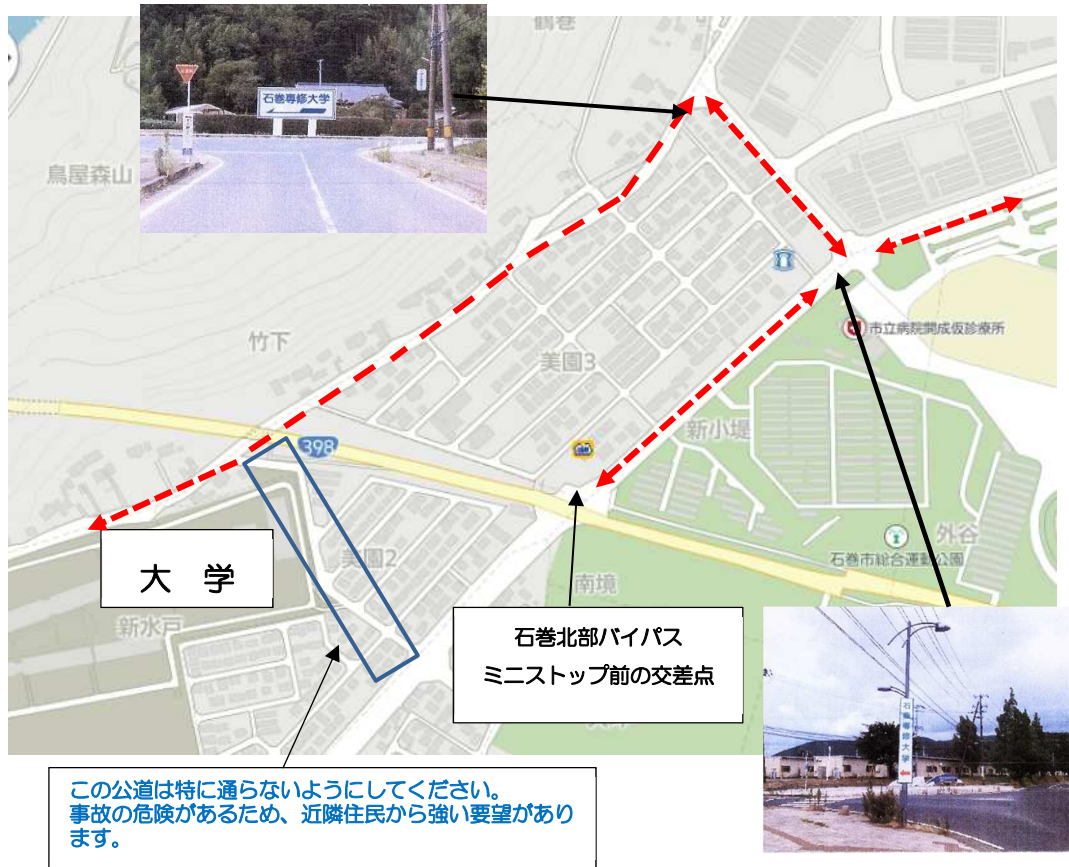 鶴巻
石巻専修大学
鳥屋森山
竹下
美園3
市立病院開成仮診療所
新小堤
398
大 学
美園2
新水戸
外谷
石巻市総合運動公園
南境
石巻北部バイパス
ミニストップ前の交差点
石巻専修大学
この公道は特に通らないようにしてください。
事故の危険があるため、近隣住民から強い要望があり
ます。